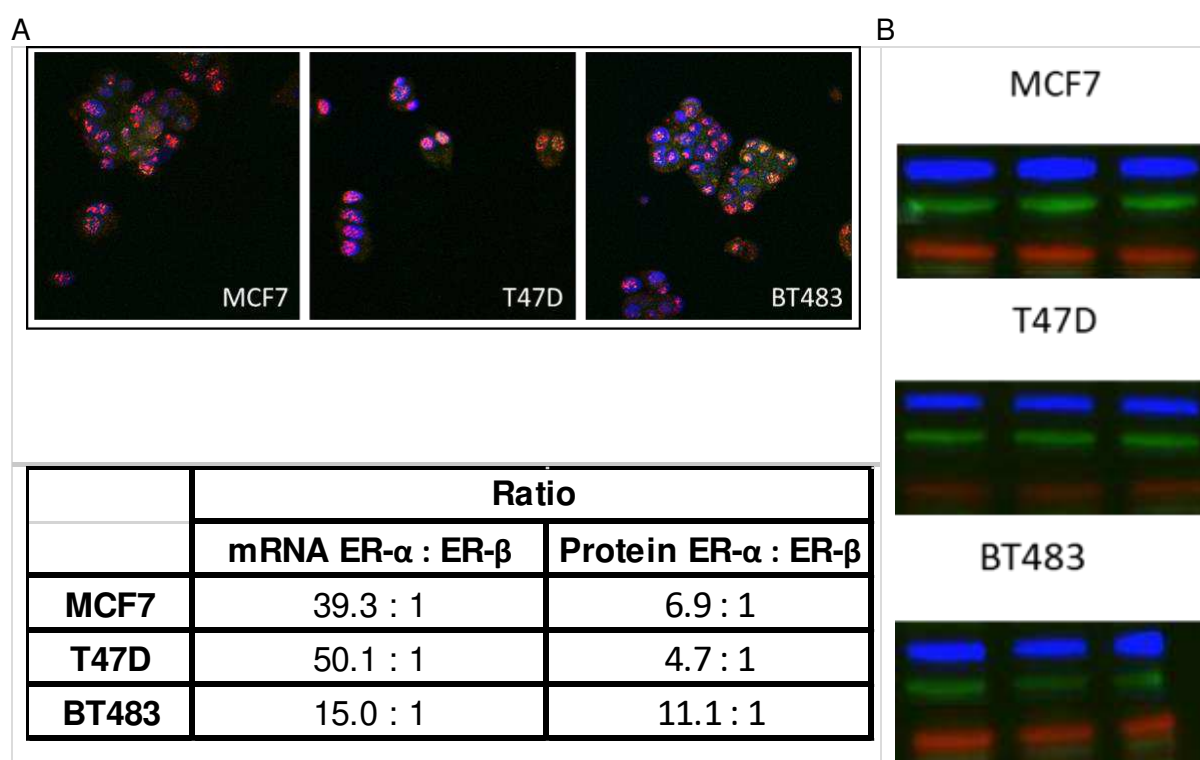 A
B
MCF7
T47D
BT483
MCF7
T47D
BT483
Ratio
mRNA ER-α : ER-β
Protein ER-α : ER-β
MCF7
39.3 : 1
6.9 : 1
T47D
50.1 : 1
4.7 : 1
BT483
15.0 : 1
11.1 : 1